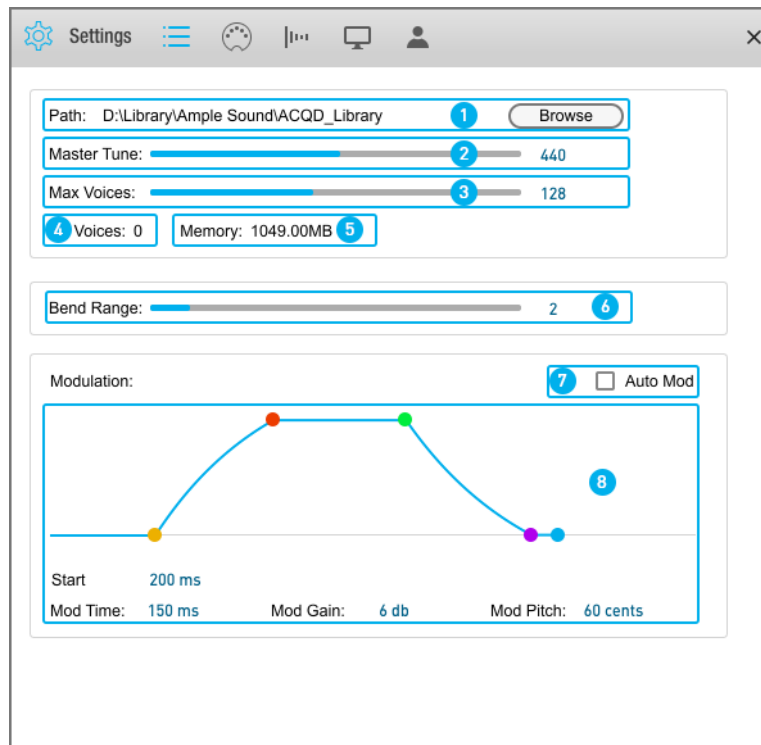 Settings
Path: D:\Library\Ample Sound\ACQD_Library 1 Browse
Master Tune: 2 440
Max Voices: 3 128
4 Voices: 0 Memory: 1049.00MB 5
Bend Range: 2 6
Modulation: 7 Auto Mod
8
Start 200 ms
Mod Time: 150 ms Mod Gain: 6 db Mod Pitch: 60 cents